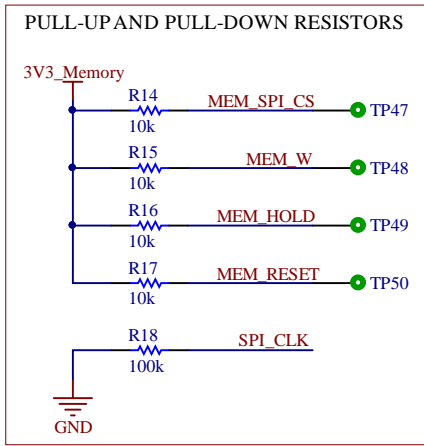 PULL-UP AND PULL-DOWN RESISTORS
3V3_Memory
R14 MEM_SPI_CS TP47
10k
R15 MEM_W TP48
10k
R16 MEM_HOLD TP49
10k
R17 MEM_RESET TP50
10k
R18 SPI_CLK
100k
GND